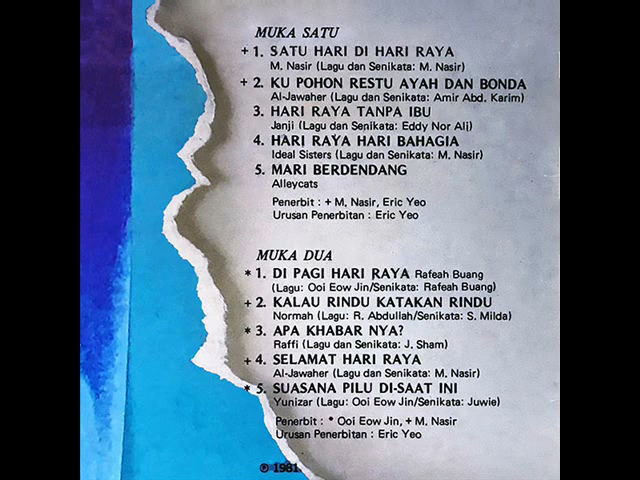 MUKA SATU
+ 1. SATU HARI DI HARI RAYA
M. Nasir (Lagu dan Senikata: M. Nasir)
+ 2. KU POHON RESTU AYAH DAN BONDA
Al-Jawaher (Lagu dan Senikata: Amir Abd. Karim)
3. HARI RAYA TANPA IBU
Janji (Lagu dan Senikata: Eddy Nor Ali)
4. HARI RAYA HARI BAHAGIA
Ideal Sisters (Lagu dan Senikata: M. Nasir)
5. MARI BERDENDANG
Alleycats
Penerbit : + M. Nasir, Eric Yeo
Urusan Penerbitan : Eric Yeo
MUKA DUA
* 1. DI PAGI HARI RAYA Rafeah Buang
(Lagu: Ooi Eow Jin/Senikata: Rafeah Buang)
+ 2. KALAU RINDU KATAKAN RINDU
Normah (Lagu: R. Abdullah/Senikata: S. Milda)
* 3. APA KHABAR NYA?
Raffi (Lagu dan Senikata: J. Sham)
+ 4. SELAMAT HARI RAYA
Al-Jawaher (Lagu dan Senikata: M. Nasir)
* 5. SUASANA PILU DI-SAAT INI
Yunizar (Lagu: Ooi Eow Jin/Senikata: Juwie)
Penerbit : * Ooi Eow Jin, + M. Nasir
Urusan Penerbitan : Eric Yeo
℗ 1981